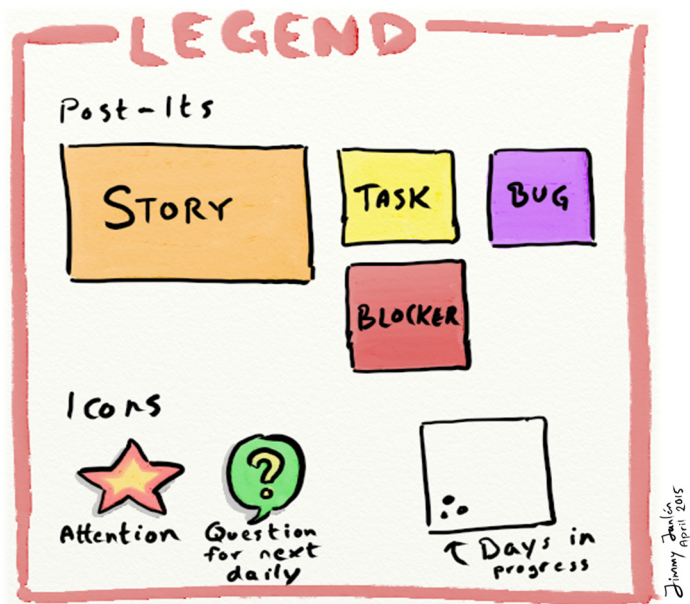 LEGEND
Post-Its
STORY
TASK
BUG
BLOCKER
Icons
Attention
Question
for next
daily
Days in
progress
Jimmy Janlén
April 2015